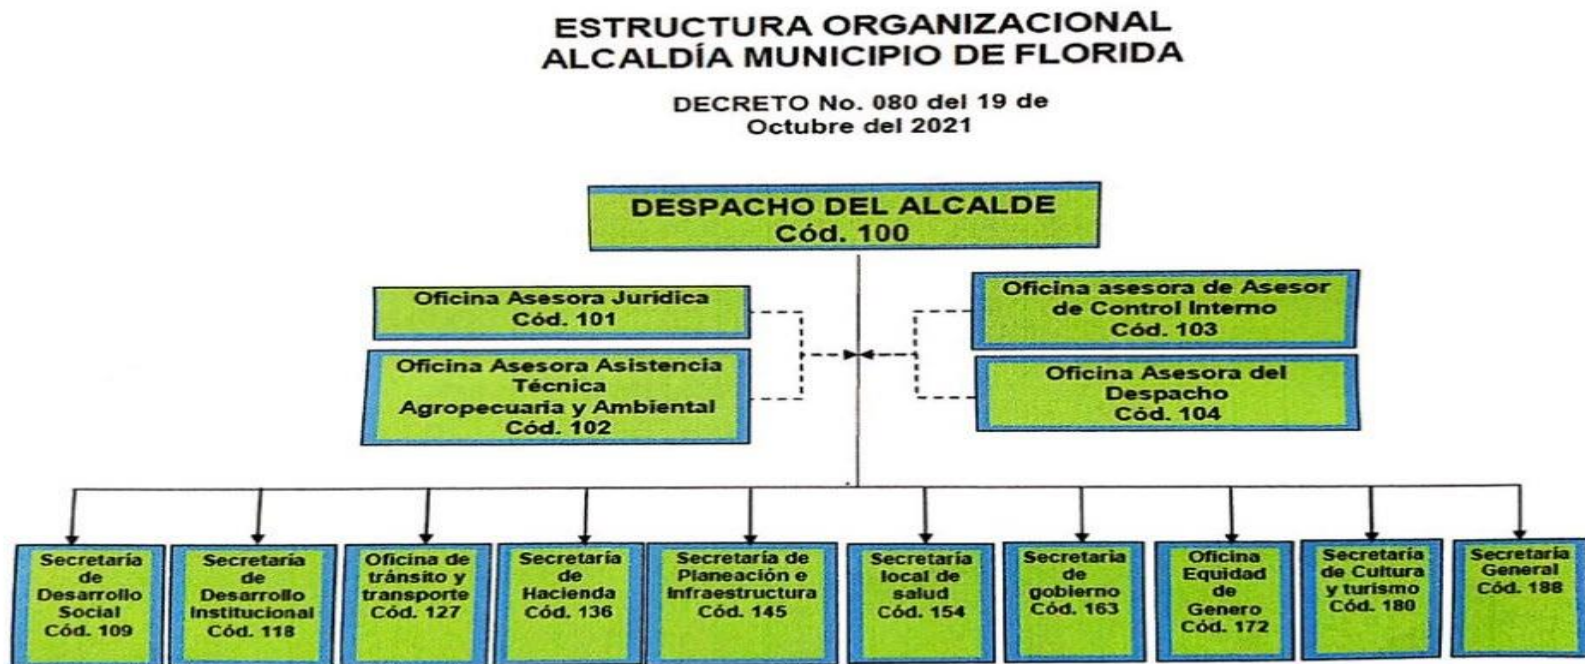 ESTRUCTURA ORGANIZACIONAL
ALCALDÍA MUNICIPIO DE FLORIDA
DECRETO No. 080 del 19 de
Octubre del 2021
DESPACHO DEL ALCALDE
Cód. 100
Oficina Asesora Jurídica
Cód. 101
Oficina Asesora Asistencia
Técnica
Agropecuaria y Ambiental
Cód. 102
Oficina asesora de Asesor
de Control Interno
Cód. 103
Oficina Asesora del
Despacho
Cód. 104
Secretaría
de
Desarrollo
Social
Cód. 109
Secretaría
de
Desarrollo
Institucional
Cód. 118
Oficina de
tránsito y
transporte
Cód. 127
Secretaría
de
Hacienda
Cód. 136
Secretaría de
Planeación e
Infraestructura
Cód. 145
Secretaría
local de
salud
Cód. 154
Secretaria
de
gobierno
Cód. 163
Oficina
Equidad
de
Genero
Cód. 172
Secretaría
de Cultura
y turismo
Cód. 180
Secretaría
General
Cód. 188